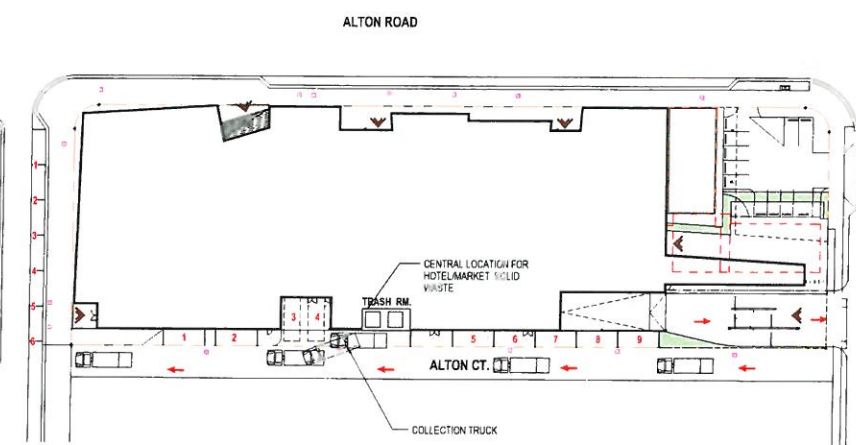 ALTON ROAD
1
2
3
4
5
6
CENTRAL LOCATION FOR
HOTEL/MARKET SOLID
WASTE
TRASH RM.
3 4
1 2 5 6 7 8 9
ALTON CT.
COLLECTION TRUCK